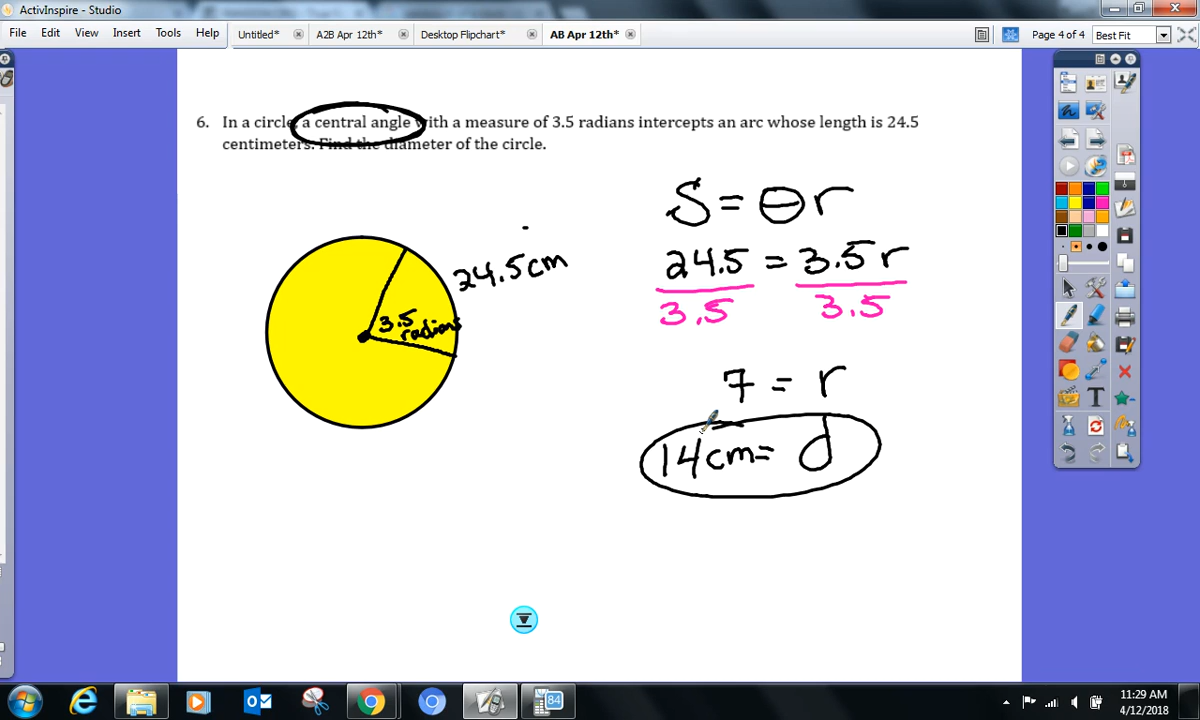 ActivInspire - Studio
File Edit View Insert Tools Help
Untitled* A2B Apr 12th* Desktop Flipchart* AB Apr 12th*
Page 4 of 4 Best Fit
6. In a circle, a central angle with a measure of 3.5 radians intercepts an arc whose length is 24.5
centimeters. Find the diameter of the circle.
S = θr
24.5 = 3.5r
3.5 3.5
24.5cm
3.5
radians
7 = r
14cm = d
T
84
11:29 AM
4/12/2018